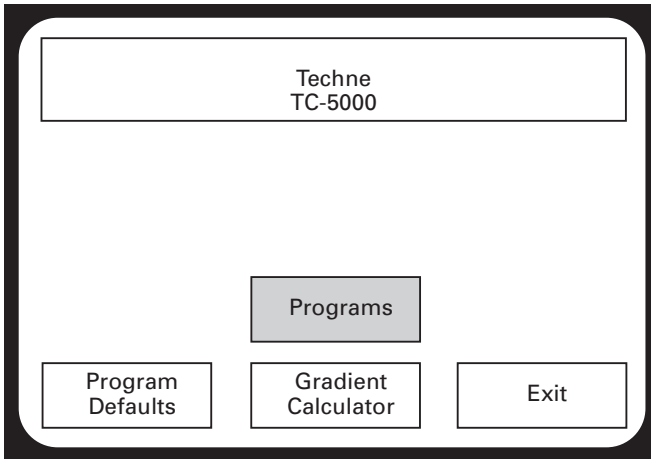 Techne
TC-5000
Programs
Program
Defaults
Gradient
Calculator
Exit